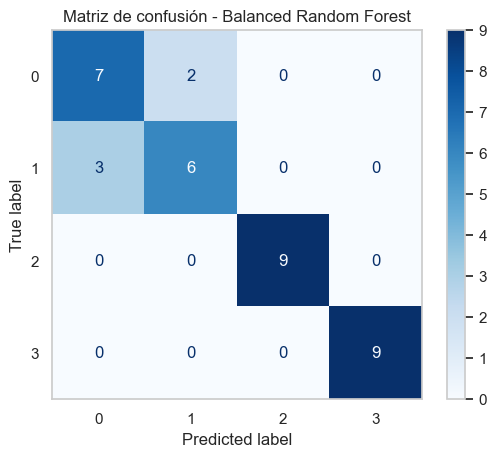 Matriz de confusión - Balanced Random Forest
True label
0 7 2 0 0
1 3 6 0 0
2 0 0 9 0
3 0 0 0 9
0 1 2 3
Predicted label
9
8
7
6
5
4
3
2
1
0